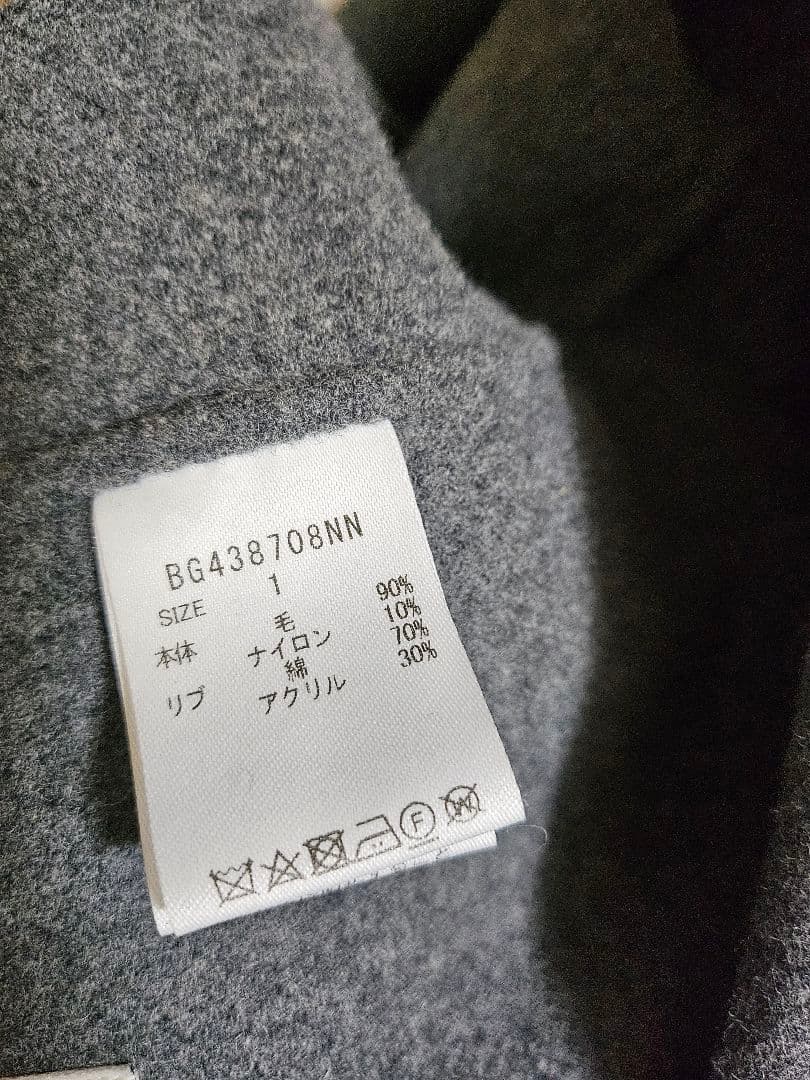 BG438708NN
SIZE 1
本体 毛 90%
ナイロン 10%
リブ 綿 70%
アクリル 30%
F W